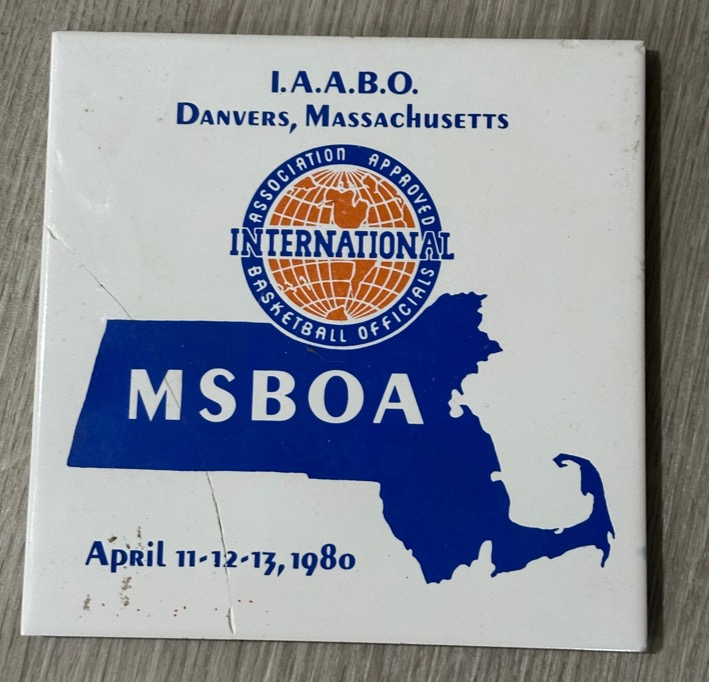 I.A.A.B.O.
Danvers, Massachusetts
ASSOCIATION APPROVED
INTERNATIONAL
BASKETBALL OFFICIALS
MSBOA
April 11-12-13, 1980